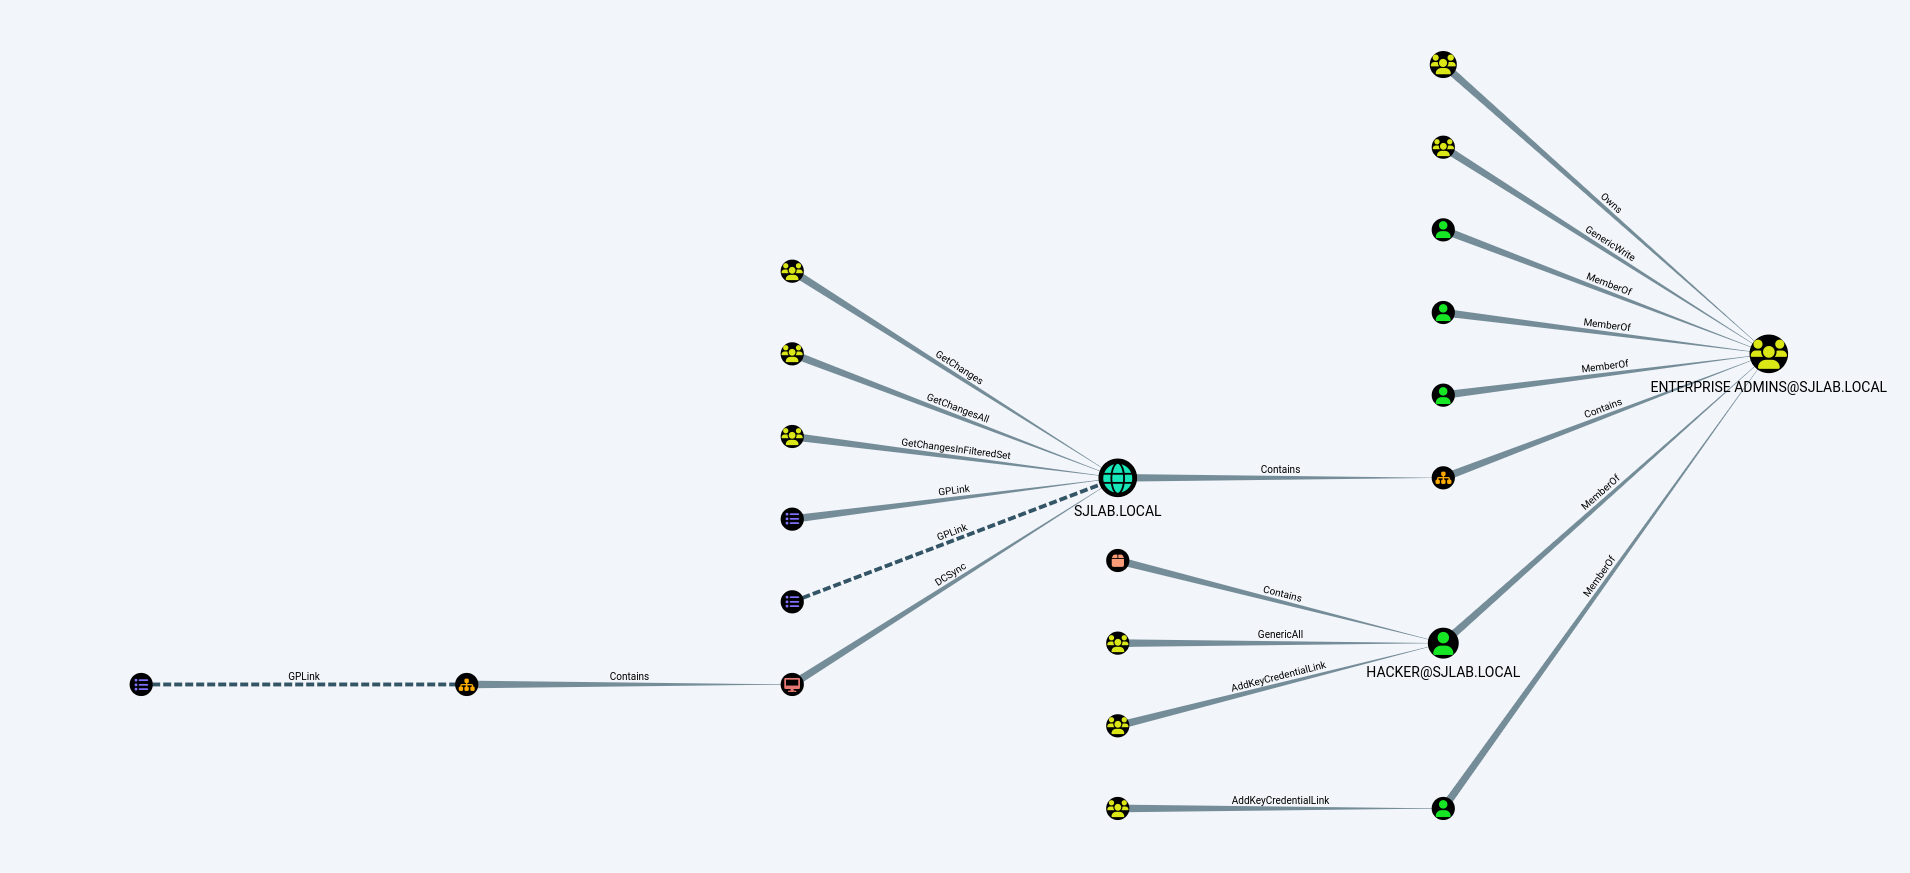 Owns
GenericWrite
MemberOf
MemberOf
MemberOf
ENTERPRISE ADMINS@SJLAB.LOCAL
Contains
GetChanges
GetChangesAll
GetChangesInFilteredSet
GPLink
GPLink
DCSync
SJLAB.LOCAL
Contains
MemberOf
MemberOf
Contains
GenericAll
AddKeyCredentialLink
HACKER@SJLAB.LOCAL
GPLink
Contains
AddKeyCredentialLink